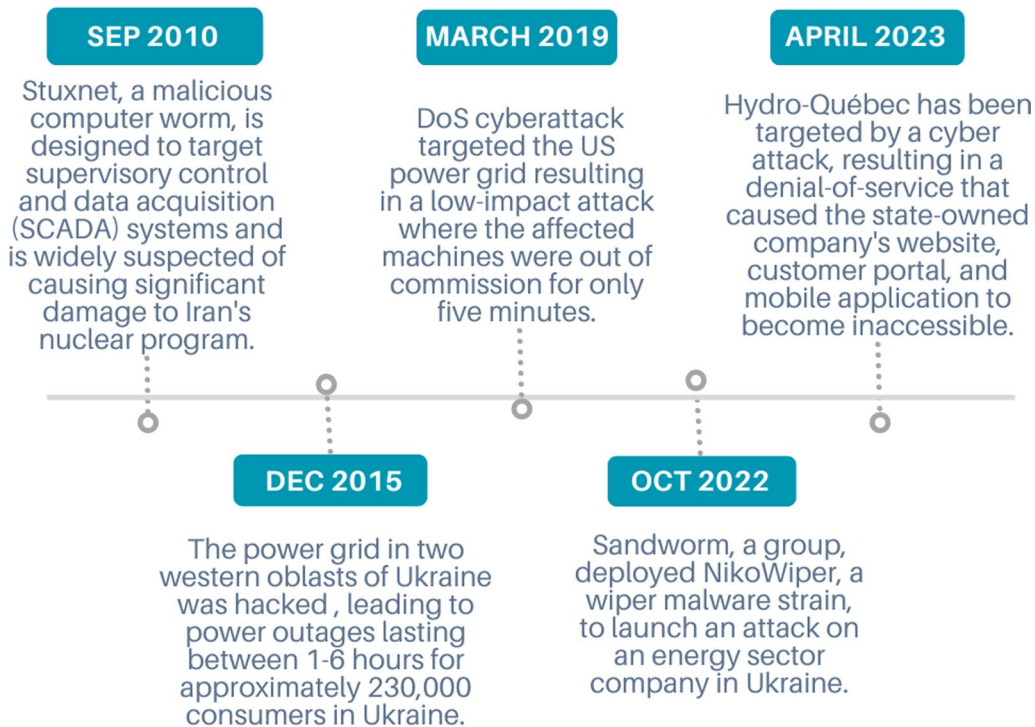 SEP 2010
Stuxnet, a malicious
computer worm, is
designed to target
supervisory control
and data acquisition
(SCADA) systems and
is widely suspected of
causing significant
damage to Iran's
nuclear program.
DEC 2015
The power grid in two
western oblasts of Ukraine
was hacked , leading to
power outages lasting
between 1-6 hours for
approximately 230,000
consumers in Ukraine.
MARCH 2019
DoS cyberattack
targeted the US
power grid resulting
in a low-impact attack
where the affected
machines were out of
commission for only
five minutes.
OCT 2022
Sandworm, a group,
deployed NikoWiper, a
wiper malware strain,
to launch an attack on
an energy sector
company in Ukraine.
APRIL 2023
Hydro-Québec has been
targeted by a cyber
attack, resulting in a
denial-of-service that
caused the state-owned
company's website,
customer portal, and
mobile application to
become inaccessible.